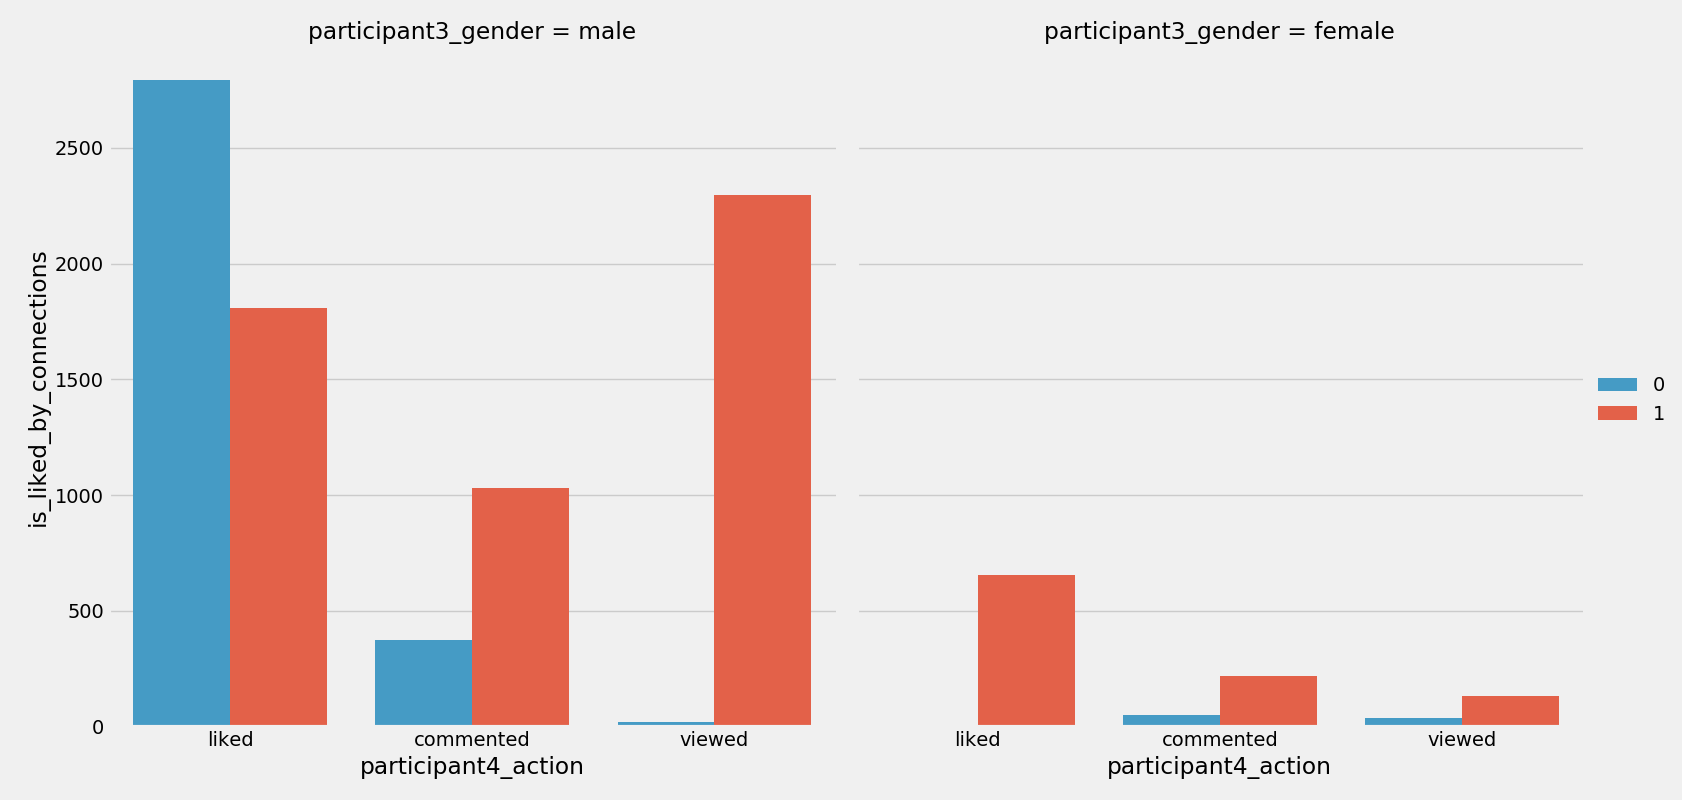 participant3_gender = male
participant3_gender = female
is_liked_by_connections
2500
2000
1500
1000
500
0
liked commented viewed
liked commented viewed
participant4_action
participant4_action
0
1